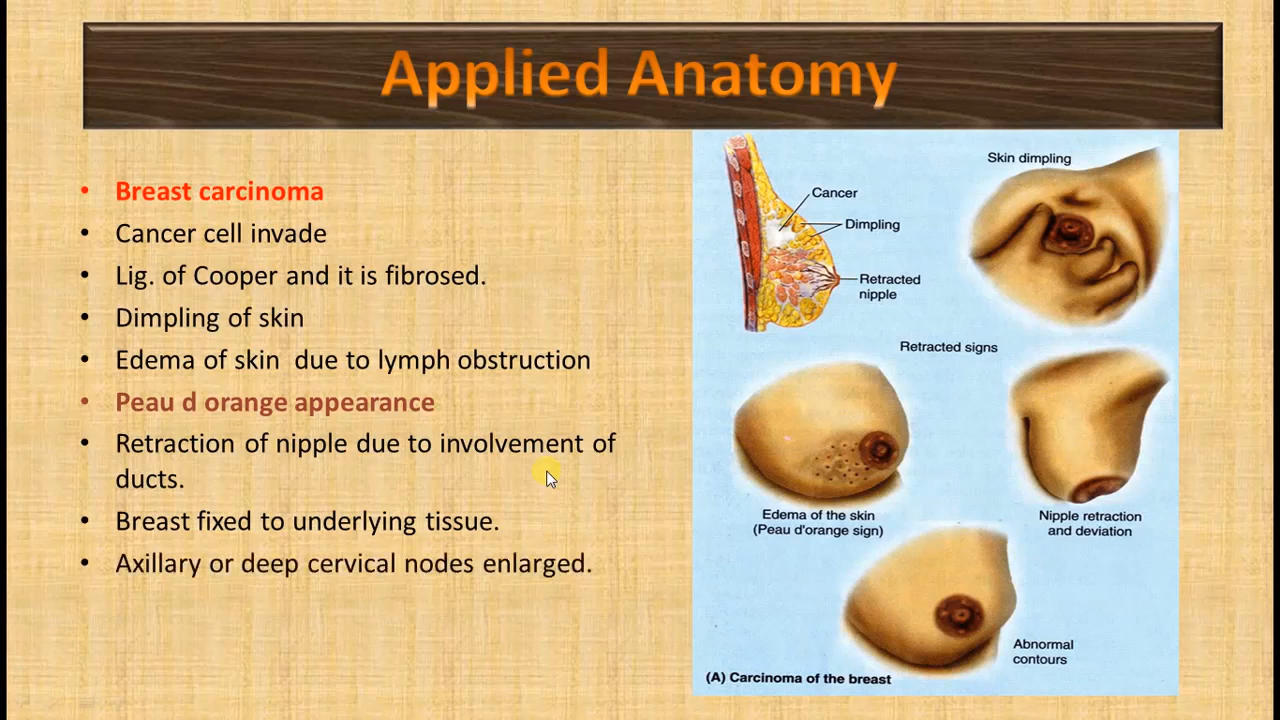 Applied Anatomy
• Breast carcinoma
• Cancer cell invade
• Lig. of Cooper and it is fibrosed.
• Dimpling of skin
• Edema of skin  due to lymph obstruction
• Peau d orange appearance
• Retraction of nipple due to involvement of
ducts.
• Breast fixed to underlying tissue.
• Axillary or deep cervical nodes enlarged.
Skin dimpling
Cancer
Dimpling
Retracted
nipple
Retracted signs
Edema of the skin
(Peau d'orange sign)
Nipple retraction
and deviation
Abnormal
contours
(A) Carcinoma of the breast